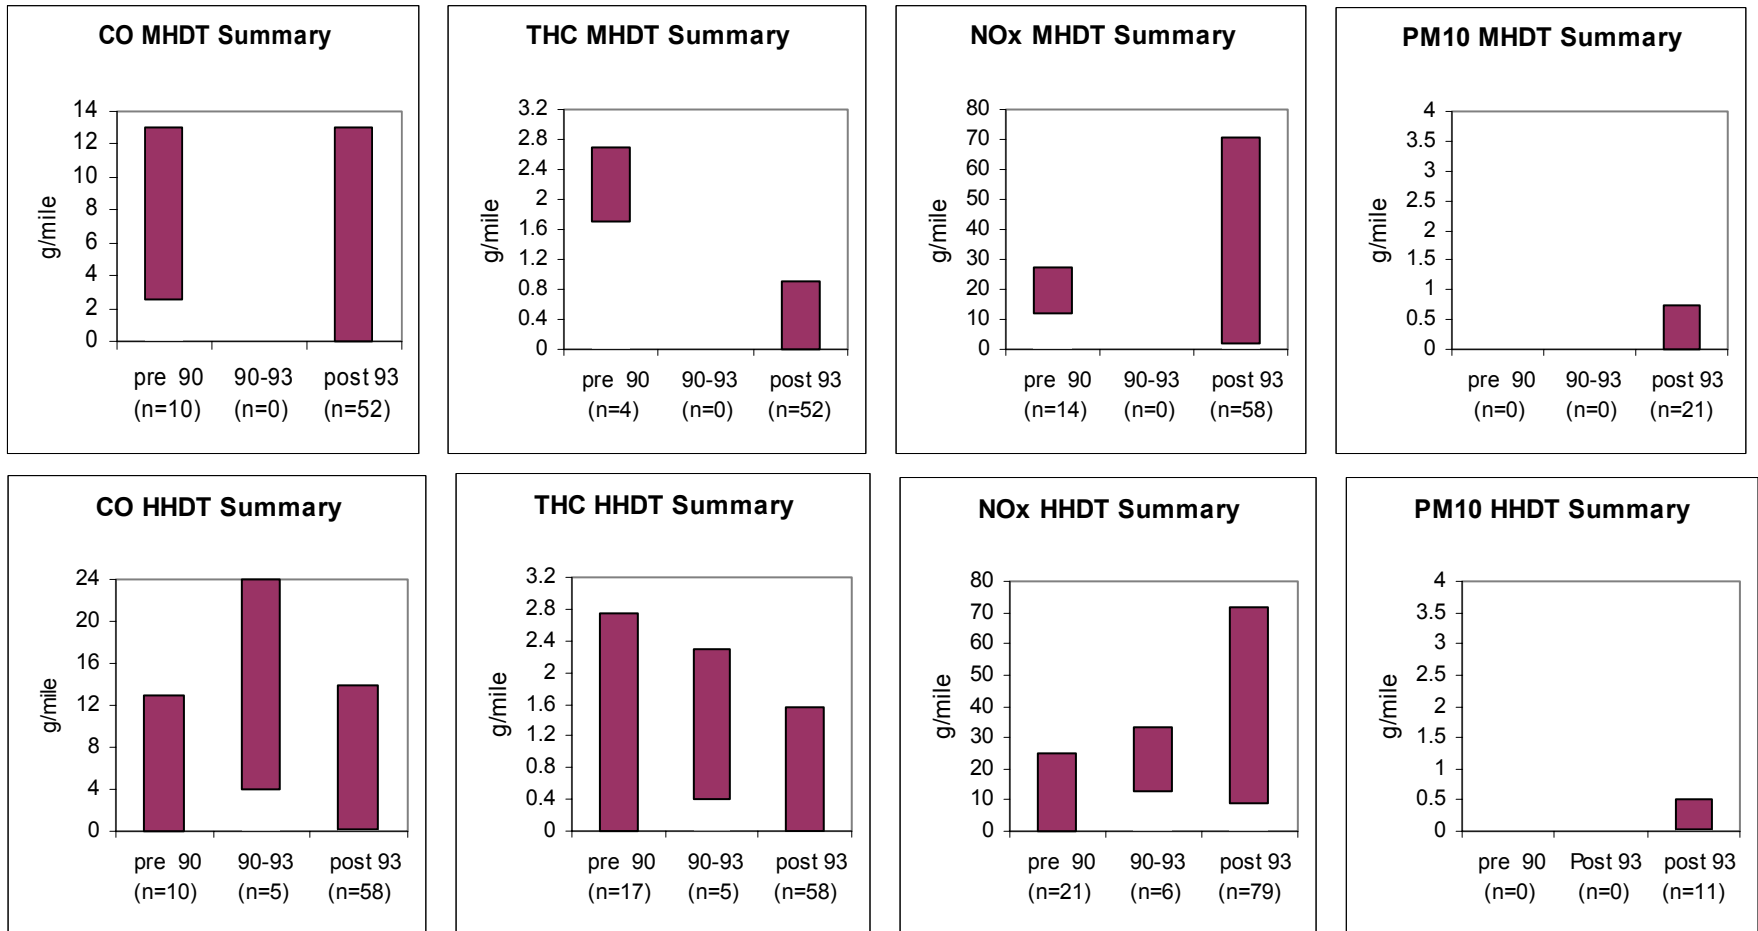 CO MHDT Summary
g/mile
14
12
10
8
6
4
2
0
pre 90
90-93
post 93
(n=10)
(n=0)
(n=52)
THC MHDT Summary
g/mile
3.2
2.8
2.4
2
1.6
1.2
0.8
0.4
0
pre 90
90-93
post 93
(n=4)
(n=0)
(n=52)
NOx MHDT Summary
g/mile
80
70
60
50
40
30
20
10
0
pre 90
90-93
post 93
(n=14)
(n=0)
(n=58)
PM10 MHDT Summary
g/mile
4
3.5
3
2.5
2
1.5
1
0.5
0
pre 90
90-93
post 93
(n=0)
(n=0)
(n=21)
CO HHDT Summary
g/mile
24
20
16
12
8
4
0
pre 90
90-93
post 93
(n=10)
(n=5)
(n=58)
THC HHDT Summary
g/mile
3.2
2.8
2.4
2
1.6
1.2
0.8
0.4
0
pre 90
90-93
post 93
(n=17)
(n=5)
(n=58)
NOx HHDT Summary
g/mile
80
70
60
50
40
30
20
10
0
pre 90
90-93
post 93
(n=21)
(n=6)
(n=79)
PM10 HHDT Summary
g/mile
4
3.5
3
2.5
2
1.5
1
0.5
0
pre 90
Post 93
post 93
(n=0)
(n=0)
(n=11)